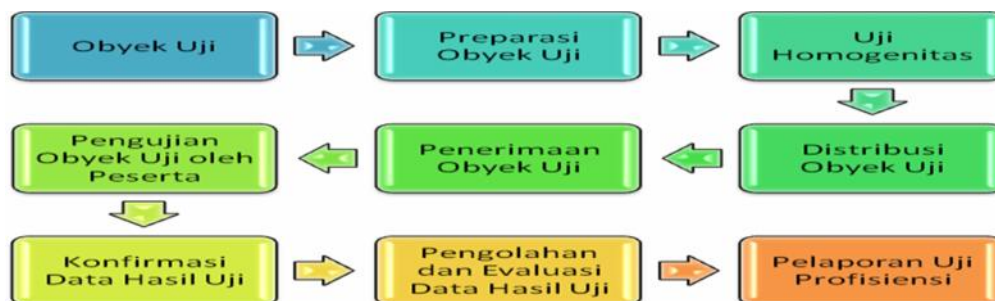 Obyek Uji
Preparasi
Obyek Uji
Uji
Homogenitas
Distribusi
Obyek Uji
Penerimaan
Obyek Uji
Pengujian
Obyek Uji oleh
Peserta
Konfirmasi
Data Hasil Uji
Pengolahan
dan Evaluasi
Data Hasil Uji
Pelaporan Uji
Profisiensi